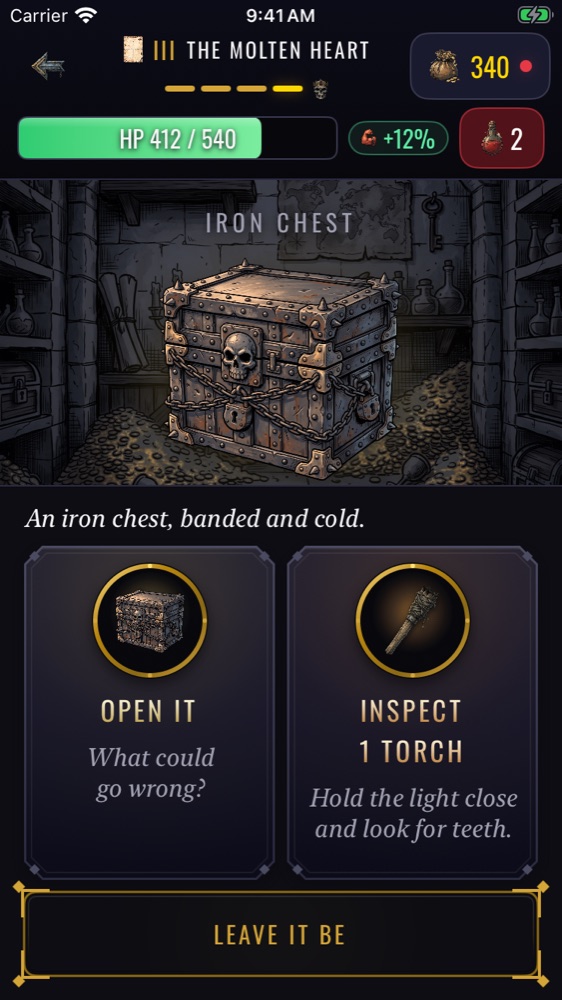 Carrier 9:41 AM
III THE MOLTEN HEART
340
HP 412 / 540
+12%
2
IRON CHEST
An iron chest, banded and cold.
OPEN IT
What could
go wrong?
INSPECT
1 TORCH
Hold the light close
and look for teeth.
LEAVE IT BE